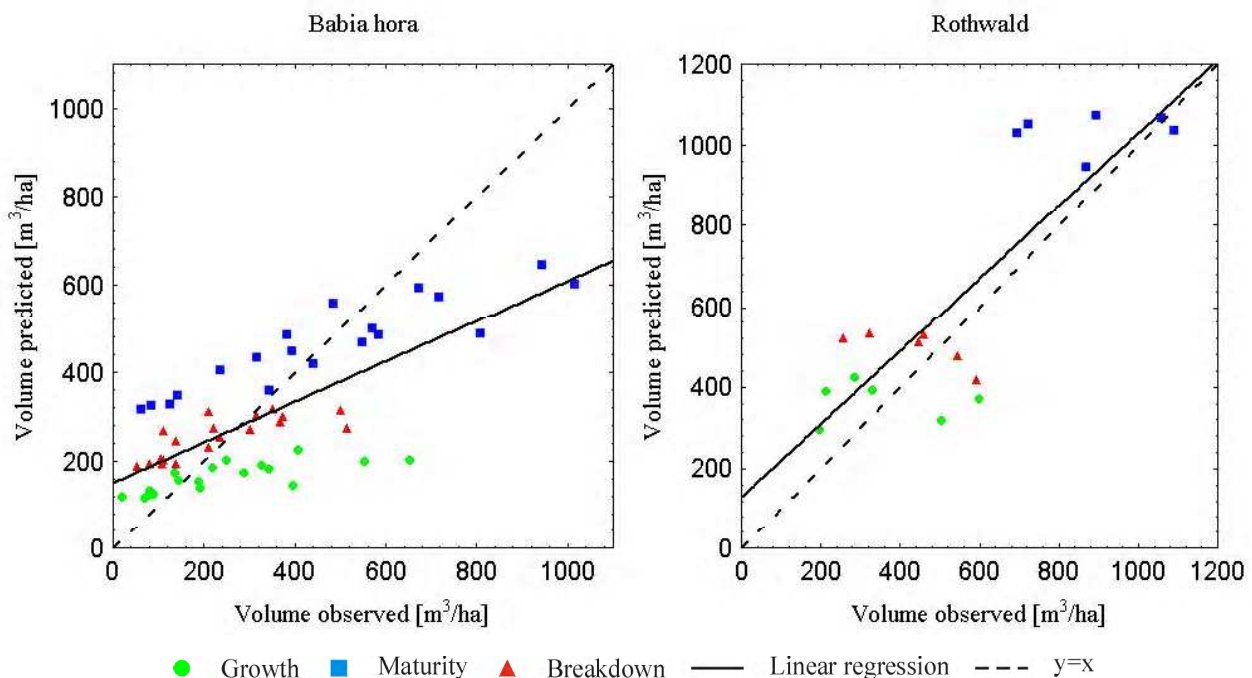 Babia hora
Rothwald
Volume predicted [m³/ha]
1000
800
600
400
200
0
0 200 400 600 800 1000
Volume observed [m³/ha]
Volume predicted [m³/ha]
1200
1000
800
600
400
200
0
0 200 400 600 800 1000 1200
Volume observed [m³/ha]
Growth Maturity Breakdown Linear regression y=x